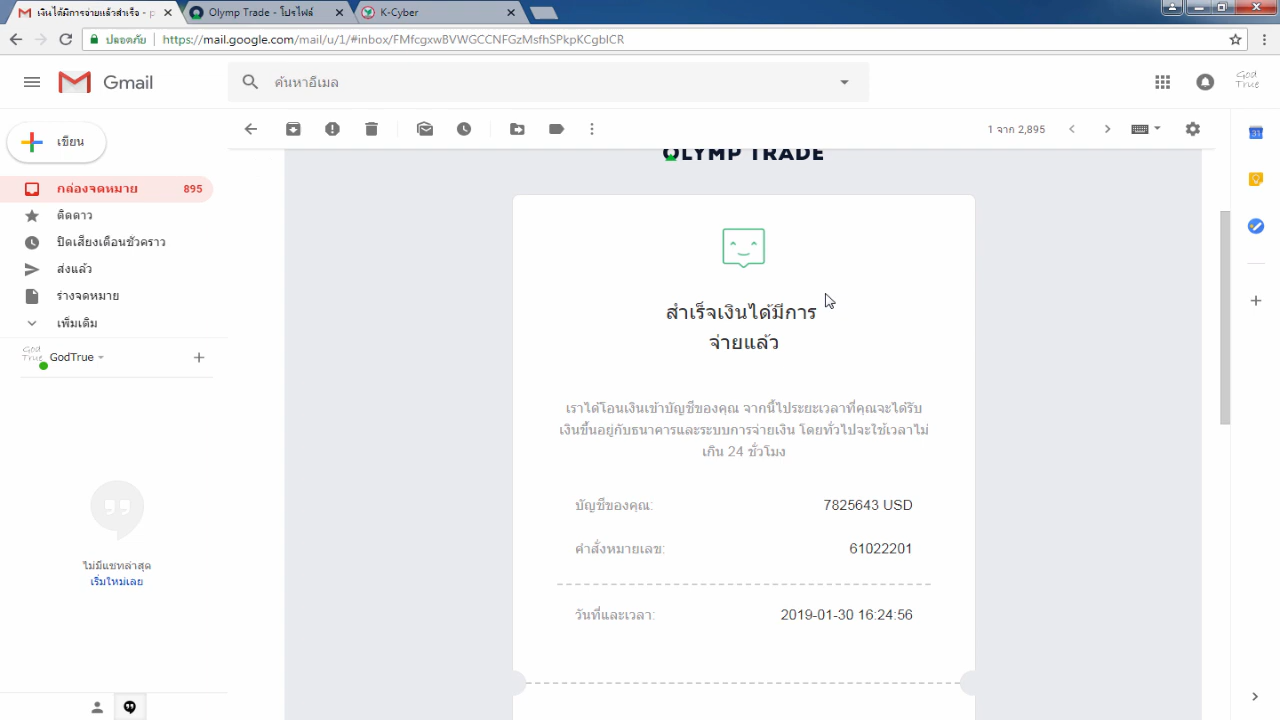 เงินได้มีการจ่ายแล้วสำเร็จ - p
Olymp Trade - โปรไฟล์
K-Cyber
ปลอดภัย
https://mail.google.com/mail/u/1/#inbox/FMfcgxwBVWGCCNFGzMsfhSPkpKCgblCR
Gmail
ค้นหาอีเมล
God True
เขียน
1 จาก 2,895
กล่องจดหมาย 895
ติดดาว
ปิดเสียงเตือนชั่วคราว
ส่งแล้ว
ร่างจดหมาย
เพิ่มเติม
God True
GodTrue
ไม่มีแชทล่าสุด
เริ่มใหม่เลย
OLYMP TRADE
สำเร็จเงินได้มีการ
จ่ายแล้ว
เราได้โอนเงินเข้าบัญชีของคุณ จากนี้ไประยะเวลาที่คุณจะได้รับ
เงินขึ้นอยู่กับธนาคารและระบบการจ่ายเงิน โดยทั่วไปจะใช้เวลาไม่
เกิน 24 ชั่วโมง
บัญชีของคุณ: 7825643 USD
คำสั่งหมายเลข: 61022201
วันที่และเวลา: 2019-01-30 16:24:56
31